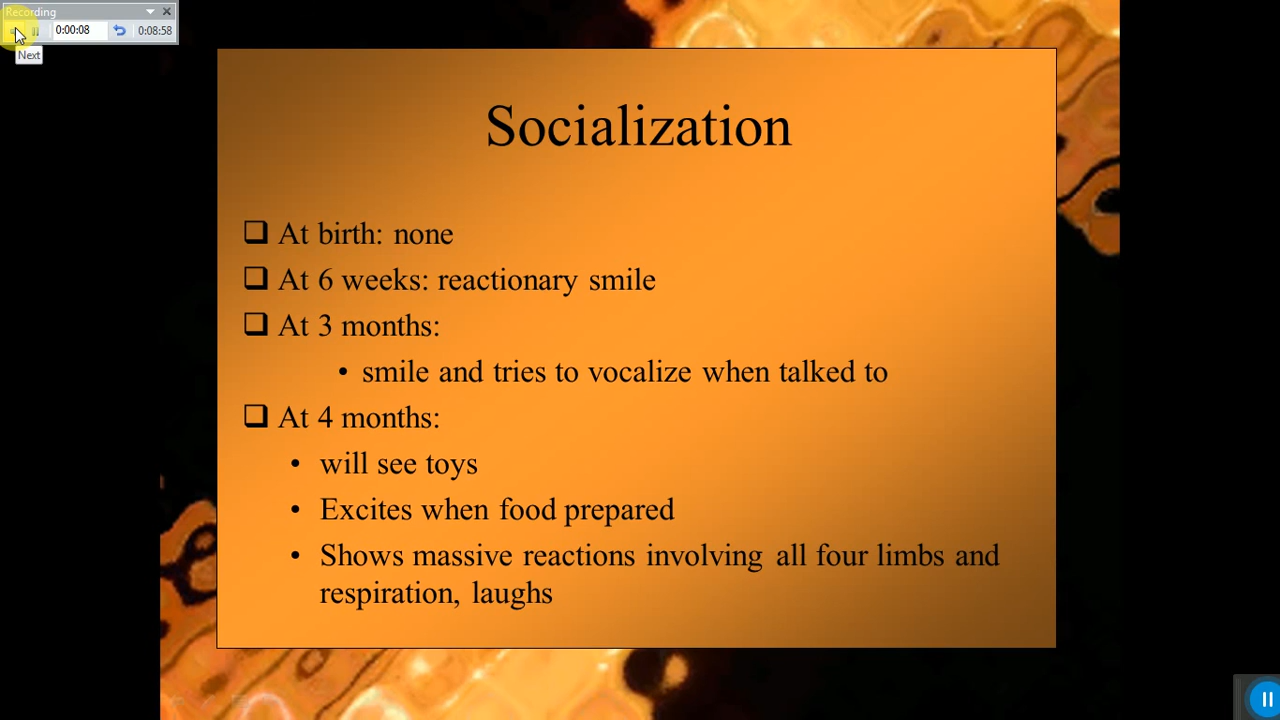 Recording
0:00:08
0:08:58
Next
Socialization
At birth: none
At 6 weeks: reactionary smile
At 3 months:
• smile and tries to vocalize when talked to
At 4 months:
• will see toys
• Excites when food prepared
• Shows massive reactions involving all four limbs and
respiration, laughs